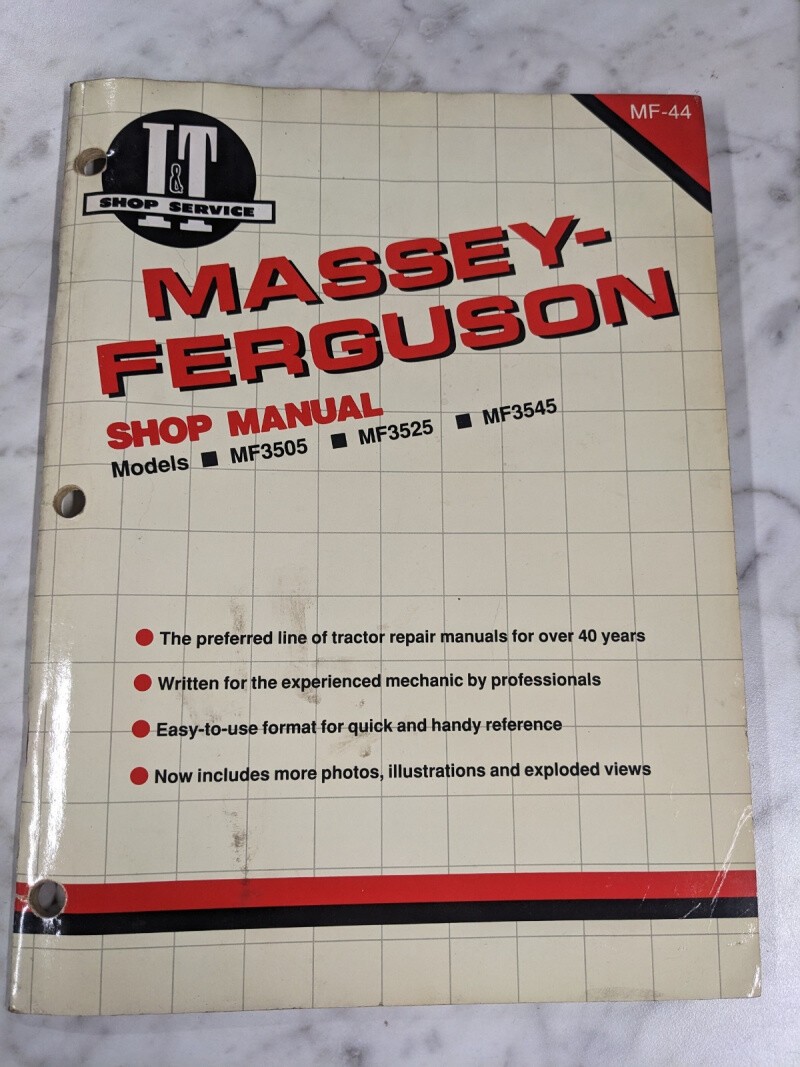 MF-44
I&T
SHOP SERVICE
MASSEY-
FERGUSON
SHOP MANUAL
Models ■ MF3505 ■ MF3525 ■ MF3545
● The preferred line of tractor repair manuals for over 40 years
● Written for the experienced mechanic by professionals
● Easy-to-use format for quick and handy reference
● Now includes more photos, illustrations and exploded views